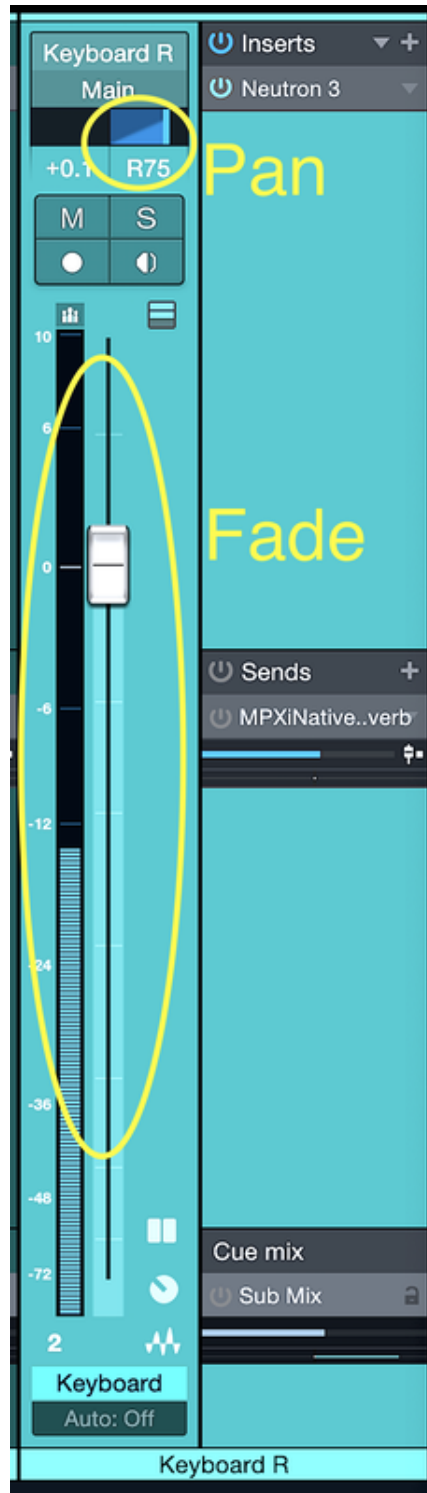 Keyboard R
Main
+0.1 R75
M S
10
6
0
-6
-12
-24
-36
-48
-72
2
Keyboard
Auto: Off
Inserts
Neutron 3
Pan
Fade
Sends
MPXiNative..verb
Cue mix
Sub Mix
Keyboard R